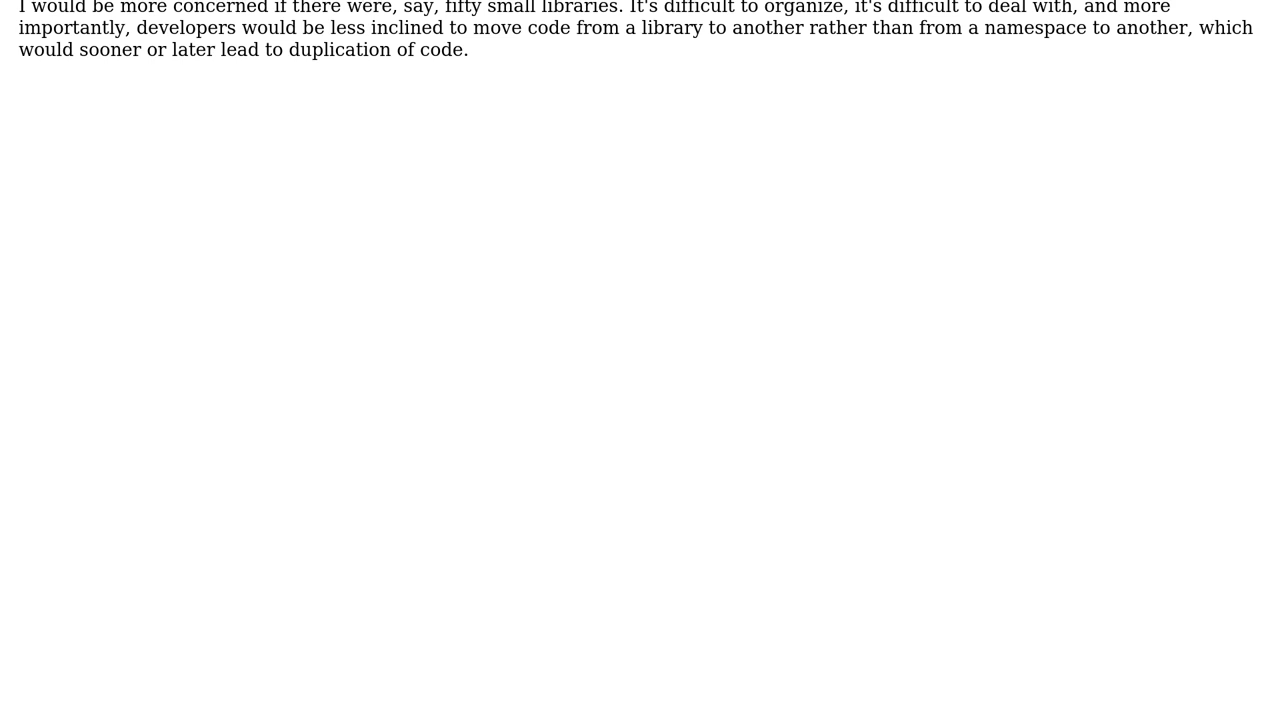 I would be more concerned if there were, say, fifty small libraries. It's difficult to organize, it's difficult to deal with, and more
importantly, developers would be less inclined to move code from a library to another rather than from a namespace to another, which
would sooner or later lead to duplication of code.